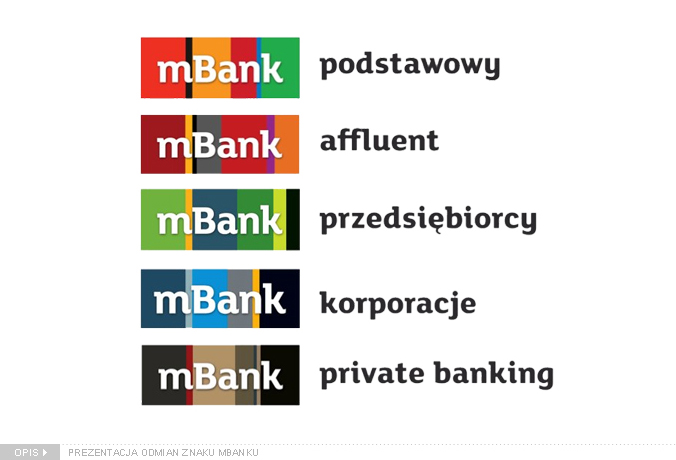 mBank podstawowy
mBank affluent
mBank przedsiębiorcy
mBank korporacje
mBank private banking
OPIS PREZENTACJA ODMIAN ZNAKU MBANKU